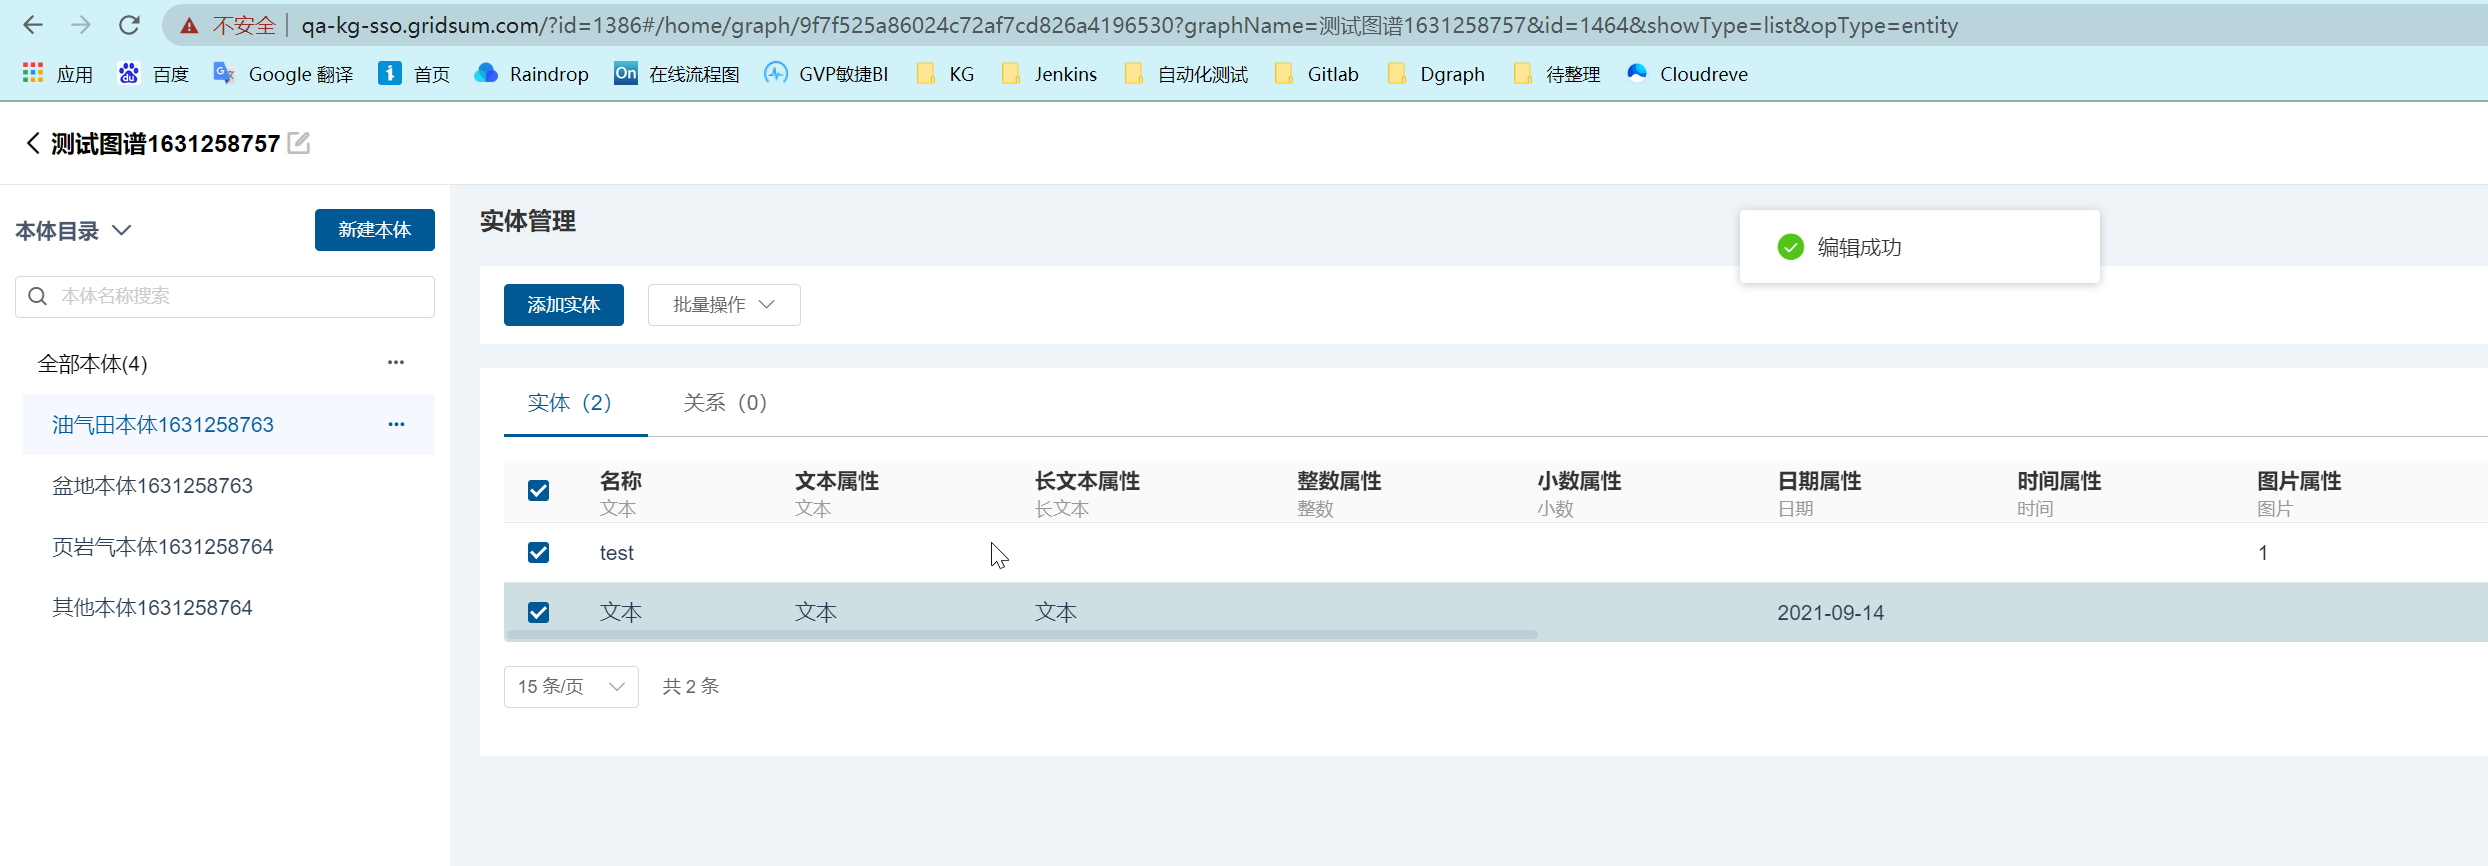 不安全 qa-kg-sso.gridsum.com/?id=1386#/home/graph/9f7f525a86024c72af7cd826a4196530?graphName=测试图谱1631258757&id=1464&showType=list&opType=entity
应用 百度 Google 翻译 首页 Raindrop On 在线流程图 GVP敏捷BI KG Jenkins 自动化测试 Gitlab Dgraph 待整理 Cloudreve
测试图谱1631258757
本体目录 新建本体
本体名称搜索
全部本体(4) ···
油气田本体1631258763 ···
盆地本体1631258763
页岩气本体1631258764
其他本体1631258764
实体管理
编辑成功
添加实体 批量操作
实体（2） 关系（0）
名称 文本属性 长文本属性 整数属性 小数属性 日期属性 时间属性 图片属性
文本 文本 长文本 整数 小数 日期 时间 图片
test 1
文本 文本 文本 2021-09-14
15 条/页 共 2 条